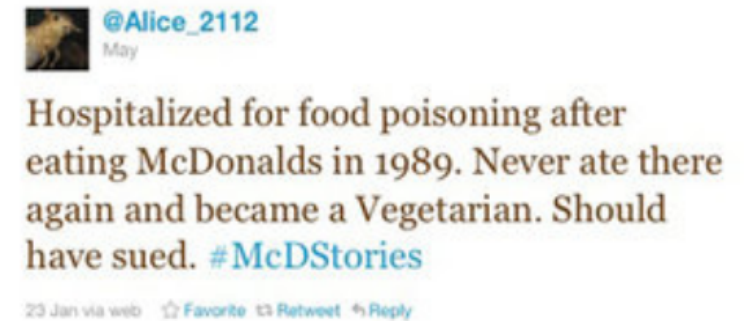 @Alice_2112
May
Hospitalized for food poisoning after
eating McDonalds in 1989. Never ate there
again and became a Vegetarian. Should
have sued. #McDStories
23 Jan via web Favorite Retweet Reply